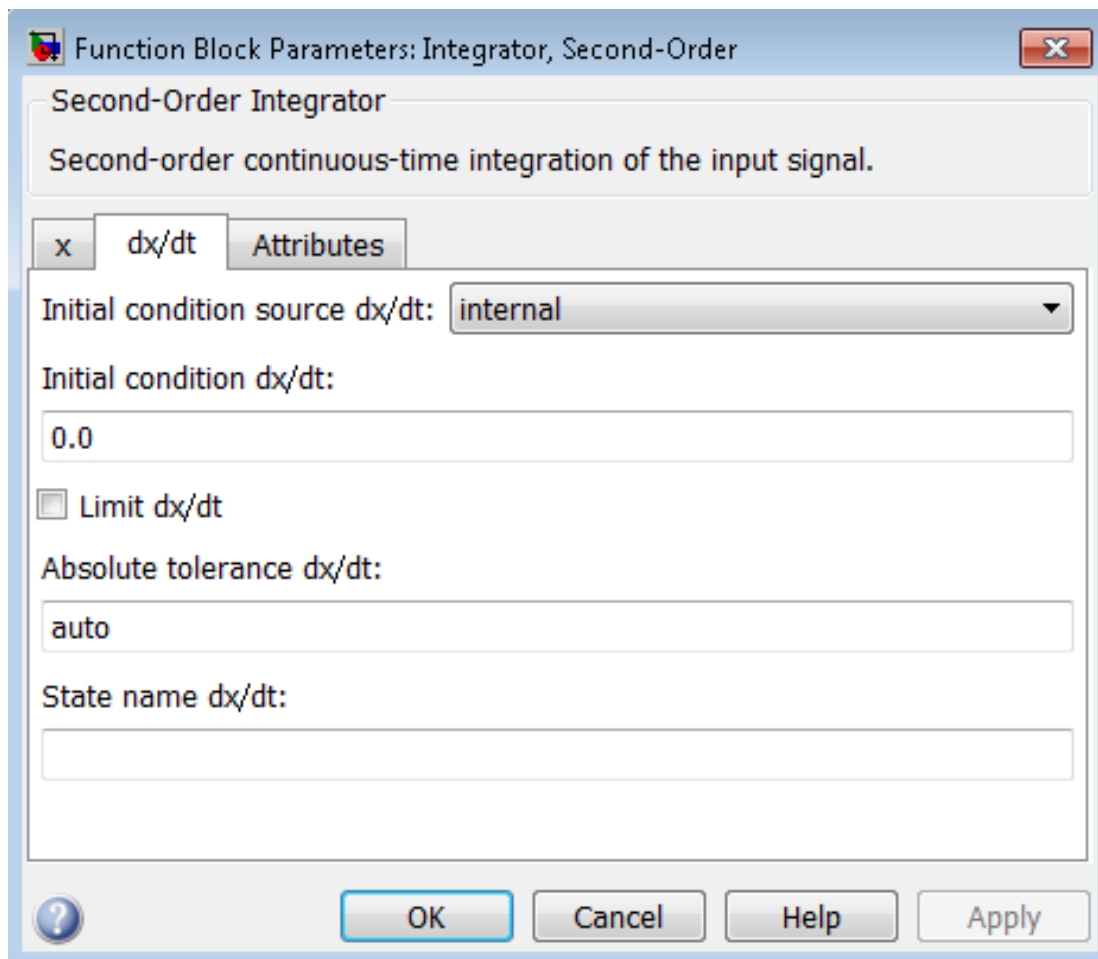 Function Block Parameters: Integrator, Second-Order
Second-Order Integrator
Second-order continuous-time integration of the input signal.
x dx/dt Attributes
Initial condition source dx/dt: internal
Initial condition dx/dt:
0.0
Limit dx/dt
Absolute tolerance dx/dt:
auto
State name dx/dt:
? OK Cancel Help Apply